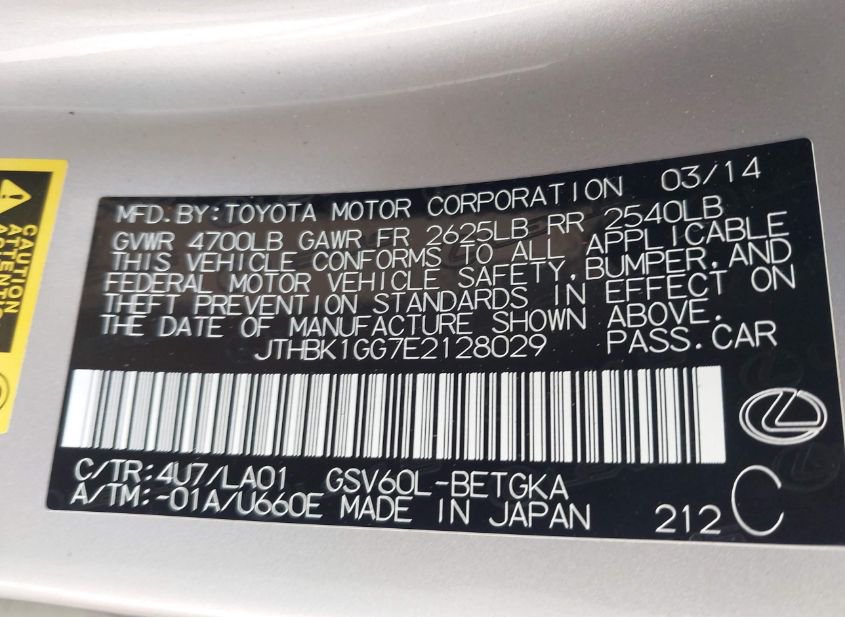 MFD.BY:TOYOTA MOTOR CORPORATION 03/14
GVWR 4700LB GAWR FR 2625LB RR 2540LB
THIS VEHICLE CONFORMS TO ALL APPLICABLE
FEDERAL MOTOR VEHICLE SAFETY,BUMPER,AND
THEFT PREVENTION STANDARDS IN EFFECT ON
THE DATE OF MANUFACTURE SHOWN ABOVE.
JTHBK1GG7E2128029 PASS.CAR
C/TR:4U7/LA01 GSV60L-BETGKA
A/TM:-01A/U660E MADE IN JAPAN 212 C
CAUTION